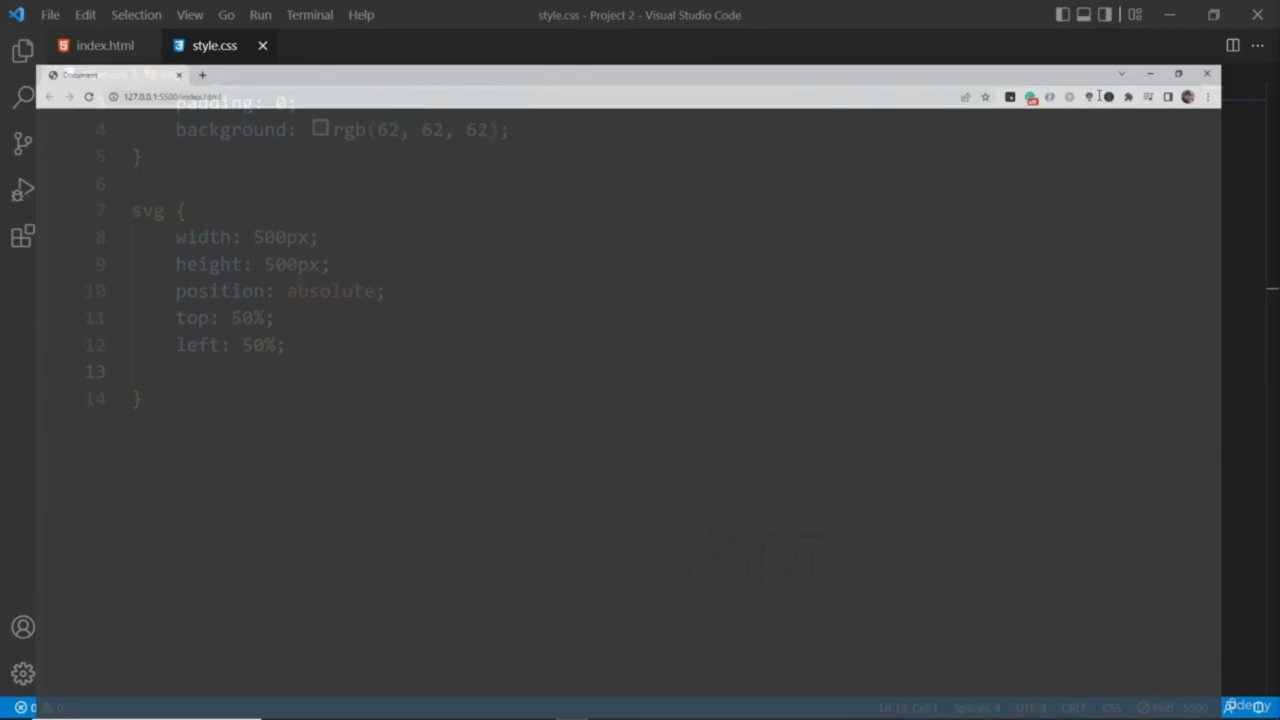 File Edit Selection View Go Run Terminal Help
style.css - Project 2 - Visual Studio Code
index.html
style.css
Document
127.0.0.1:5500/index.html
padding: 0;
4 background: rgb(62, 62, 62);
5 }
6
7 svg {
8 width: 500px;
9 height: 500px;
10 position: absolute;
11 top: 50%;
12 left: 50%;
13
14 }
0 0
Ln 13, Col 1 Spaces: 4 UTF-8 CRLF CSS Port : 5500
Udemy